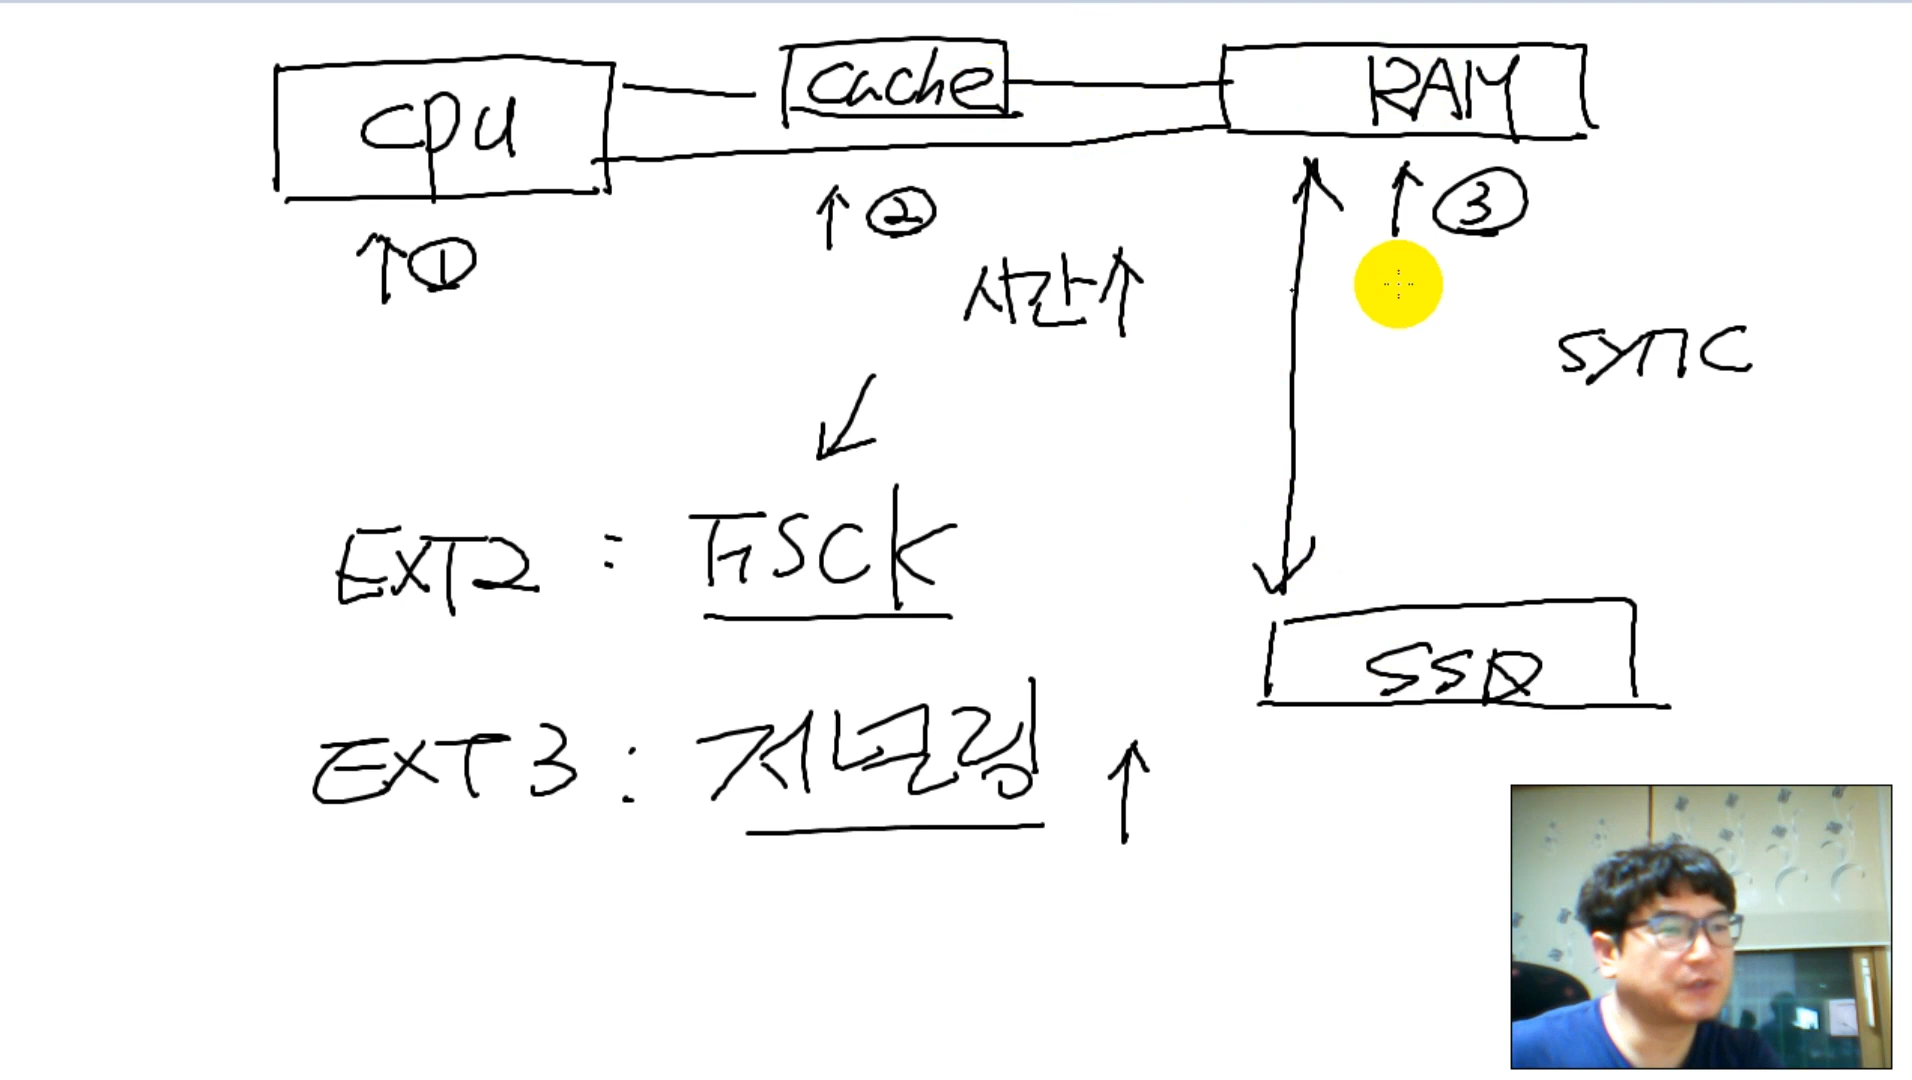 CPU cache RAM
↑ ① ↑ ② ↑ ③
시간↑
SYNC
EXT2 : FSCK
SSD
EXT3 : 저널링 ↑